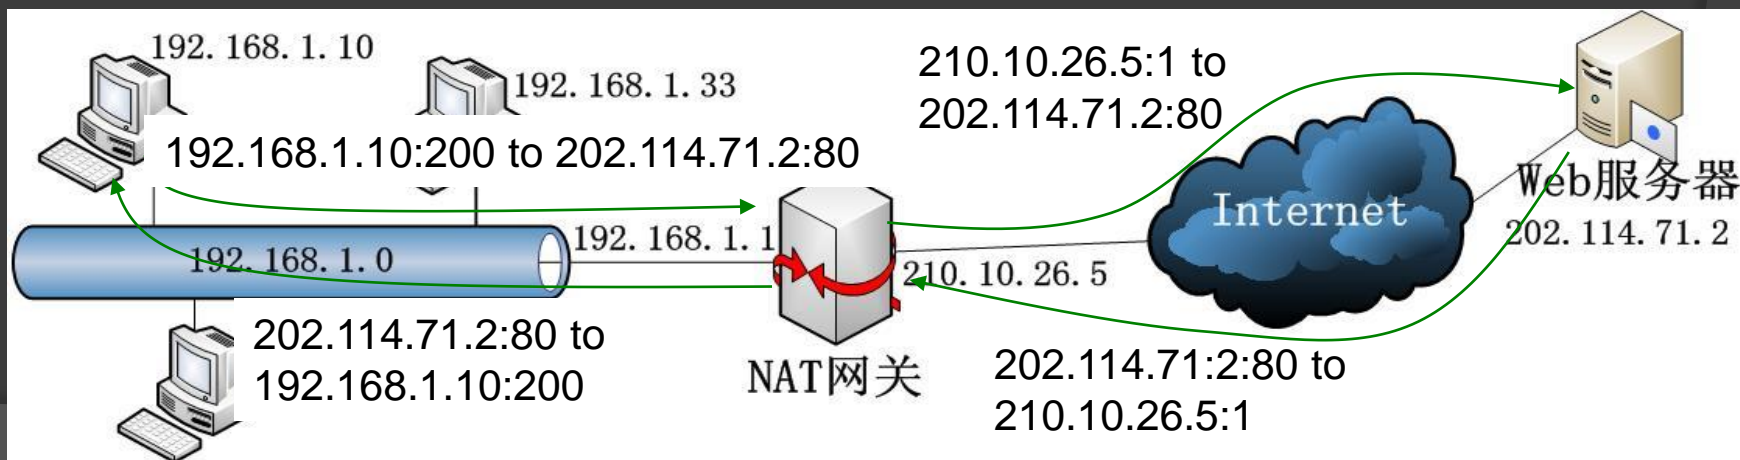 192.168.1.10
192.168.1.33
192.168.1.10:200 to 202.114.71.2:80
210.10.26.5:1 to
202.114.71.2:80
Internet
Web服务器
202.114.71.2
192.168.1.0
192.168.1.1
210.10.26.5
NAT网关
202.114.71.2:80 to
192.168.1.10:200
202.114.71:2:80 to
210.10.26.5:1